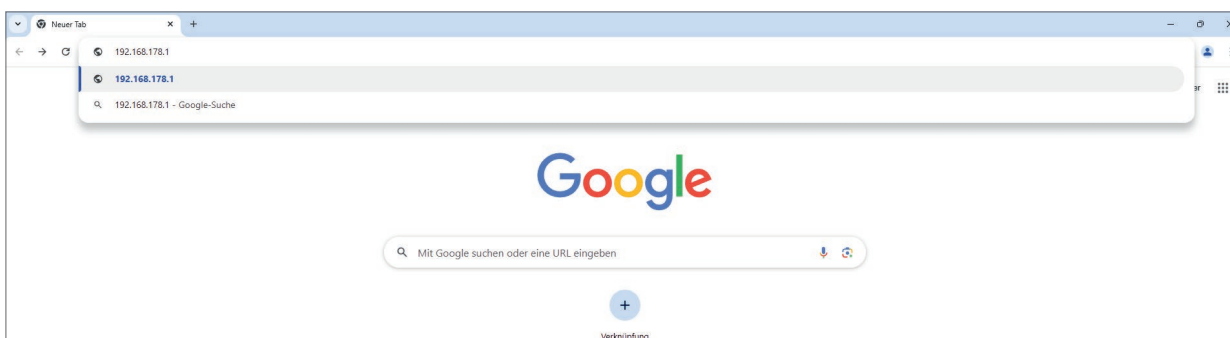 Neuer Tab
192.168.178.1
192.168.178.1
192.168.178.1 - Google-Suche
Google
Mit Google suchen oder eine URL eingeben